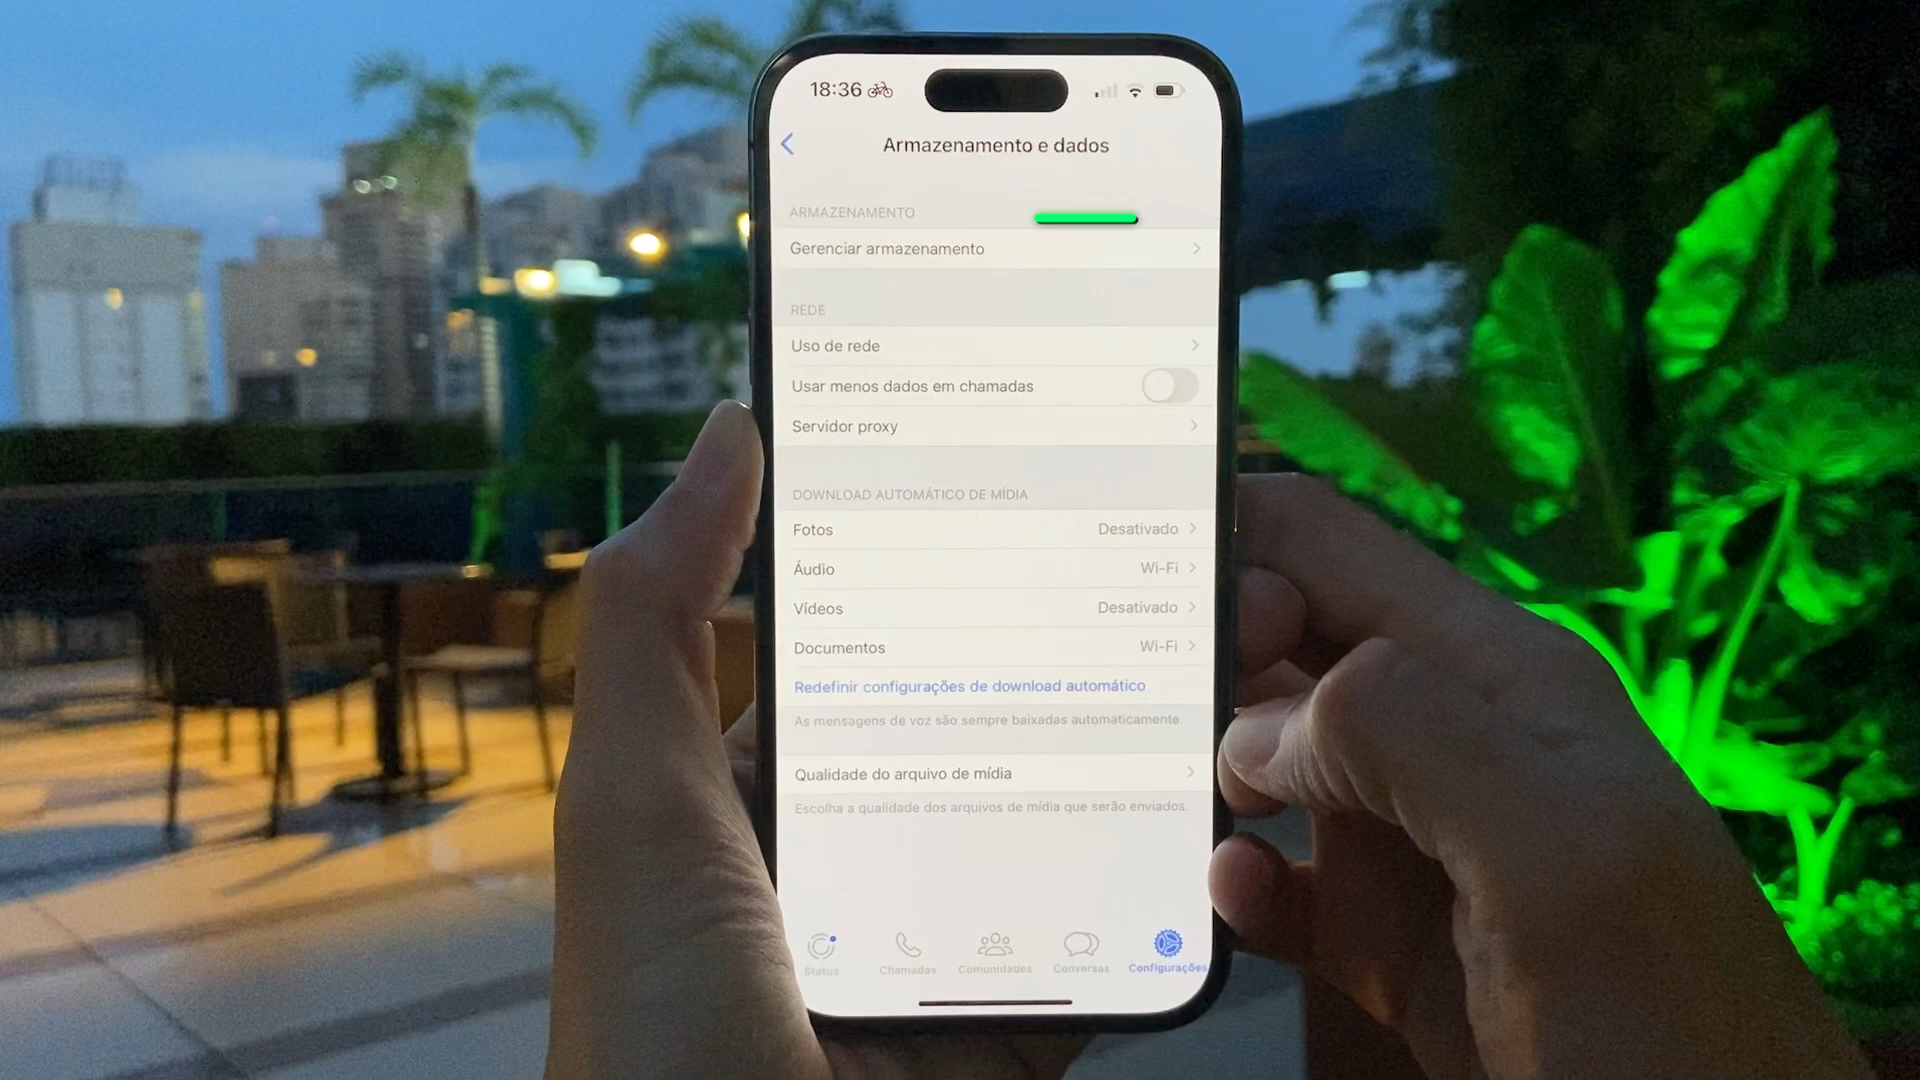 18:36
Armazenamento e dados
ARMAZENAMENTO
Gerenciar armazenamento
REDE
Uso de rede
Usar menos dados em chamadas
Servidor proxy
DOWNLOAD AUTOMÁTICO DE MÍDIA
Fotos Desativado
Áudio Wi-Fi
Vídeos Desativado
Documentos Wi-Fi
Redefinir configurações de download automático
As mensagens de voz são sempre baixadas automaticamente.
Qualidade do arquivo de mídia
Escolha a qualidade dos arquivos de mídia que serão enviados.
Status Chamadas Comunidades Conversas Configurações